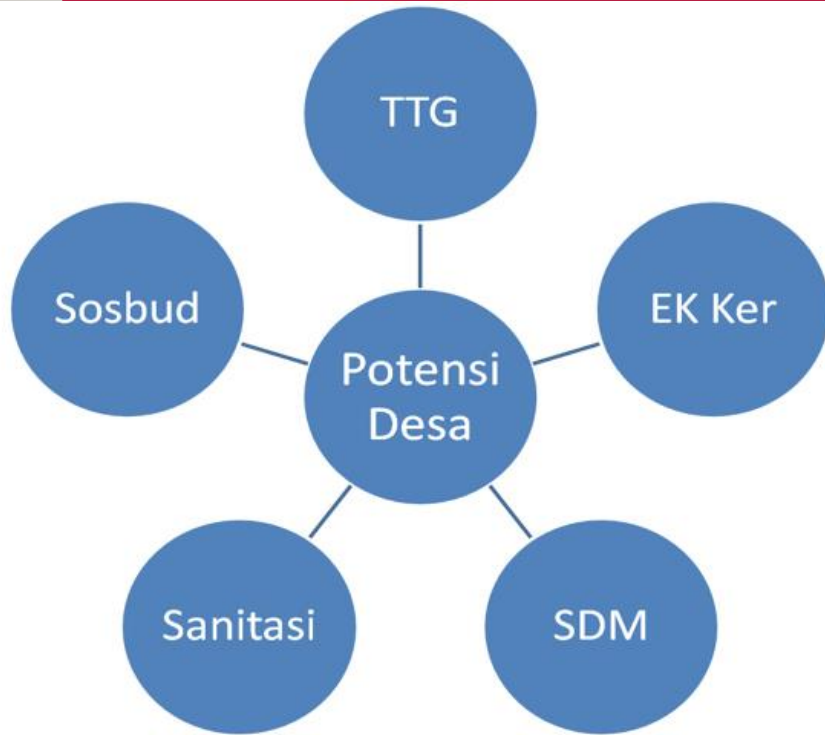 TTG
Sosbud
EK Ker
Potensi
Desa
Sanitasi
SDM